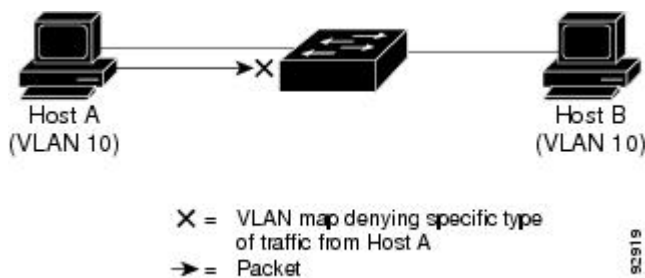 Host A
(VLAN 10)
Host B
(VLAN 10)
X = VLAN map denying specific type
of traffic from Host A
→ = Packet
92919